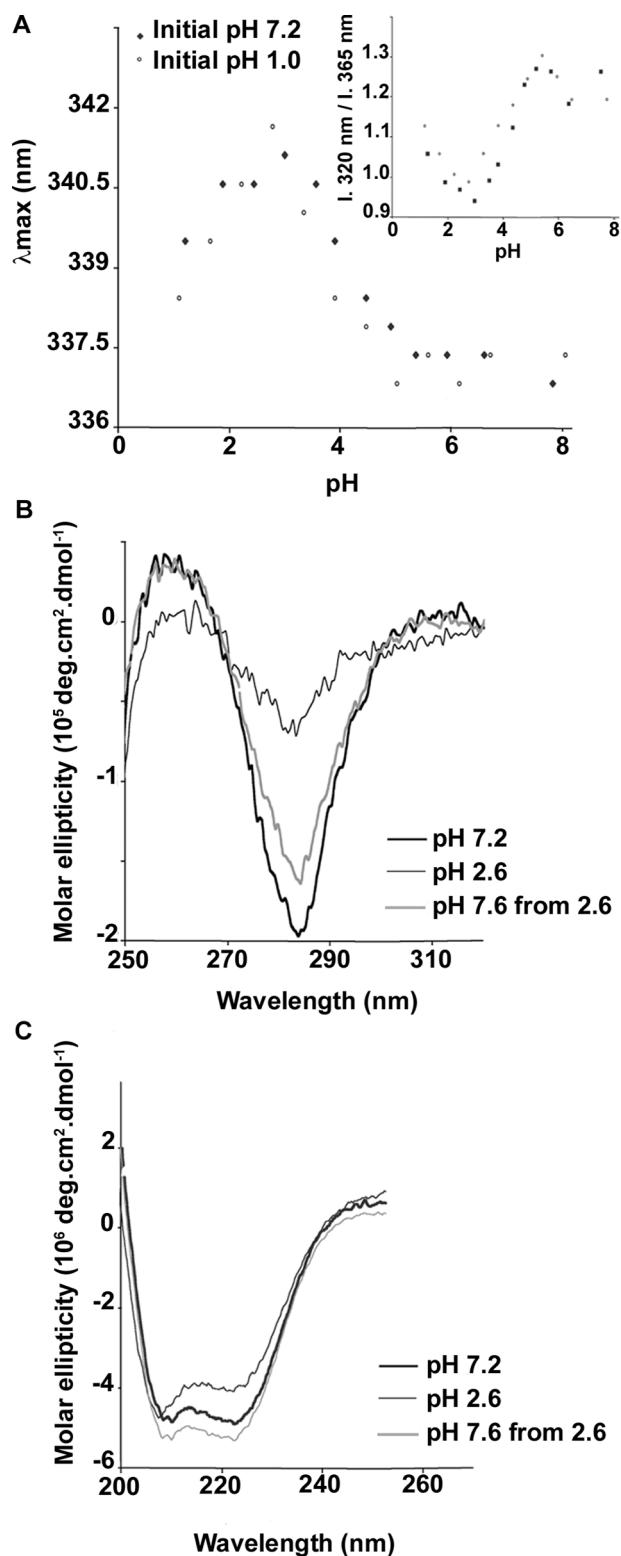 A
Initial pH 7.2
Initial pH 1.0
λmax (nm)
342
340.5
339
337.5
336
0 2 4 6 8
pH
I. 320 nm / I. 365 nm
1.3
1.2
1.1
1.0
0.9
0 2 4 6 8
pH
B
Molar ellipticity (10⁵ deg.cm².dmol⁻¹)
0
-1
-2
250 270 290 310
Wavelength (nm)
pH 7.2
pH 2.6
pH 7.6 from 2.6
C
Molar ellipticity (10⁶ deg.cm².dmol⁻¹)
2
0
-2
-4
-6
200 220 240 260
Wavelength (nm)
pH 7.2
pH 2.6
pH 7.6 from 2.6